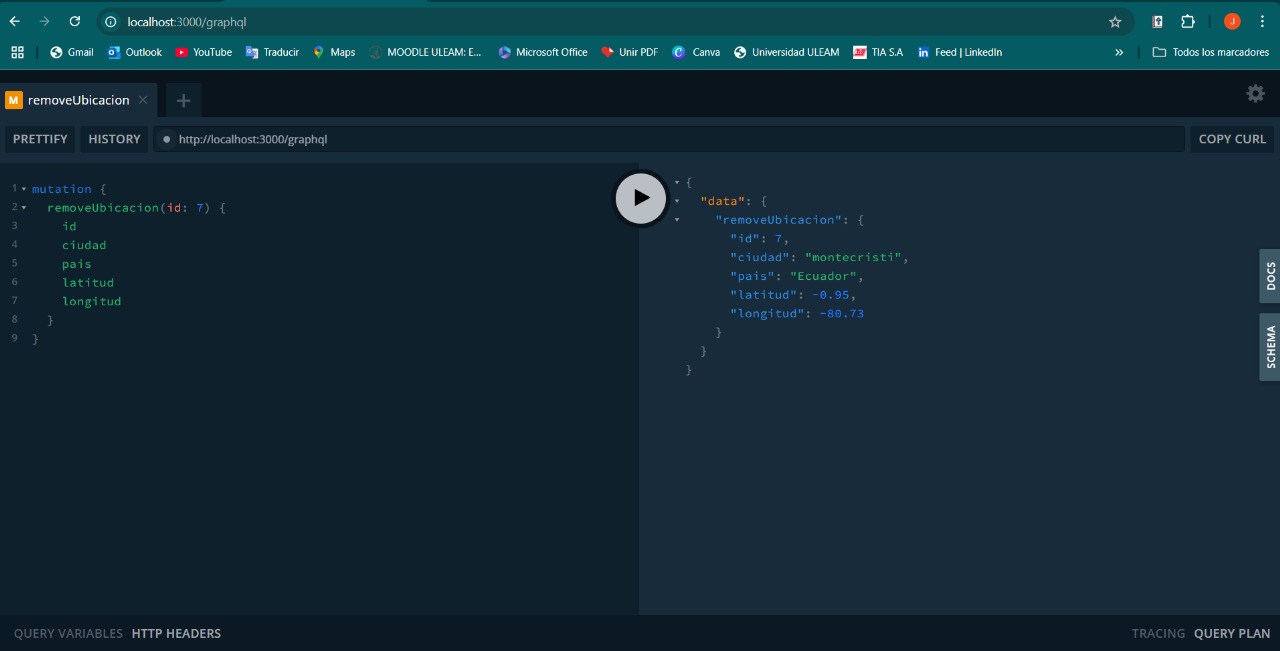 localhost:3000/graphql
J
Gmail Outlook YouTube Traducir Maps MOODLE ULEAM: E... Microsoft Office Unir PDF Canva Universidad ULEAM TIA S.A Feed | LinkedIn » Todos los marcadores
M removeUbicacion
PRETTIFY HISTORY http://localhost:3000/graphql COPY CURL
1 mutation {
2 removeUbicacion(id: 7) {
3 id
4 ciudad
5 pais
6 latitud
7 longitud
8 }
9 }
{
"data": {
"removeUbicacion": {
"id": 7,
"ciudad": "montecristi",
"pais": "Ecuador",
"latitud": -0.95,
"longitud": -80.73
}
}
}
DOCS
SCHEMA
QUERY VARIABLES HTTP HEADERS TRACING QUERY PLAN